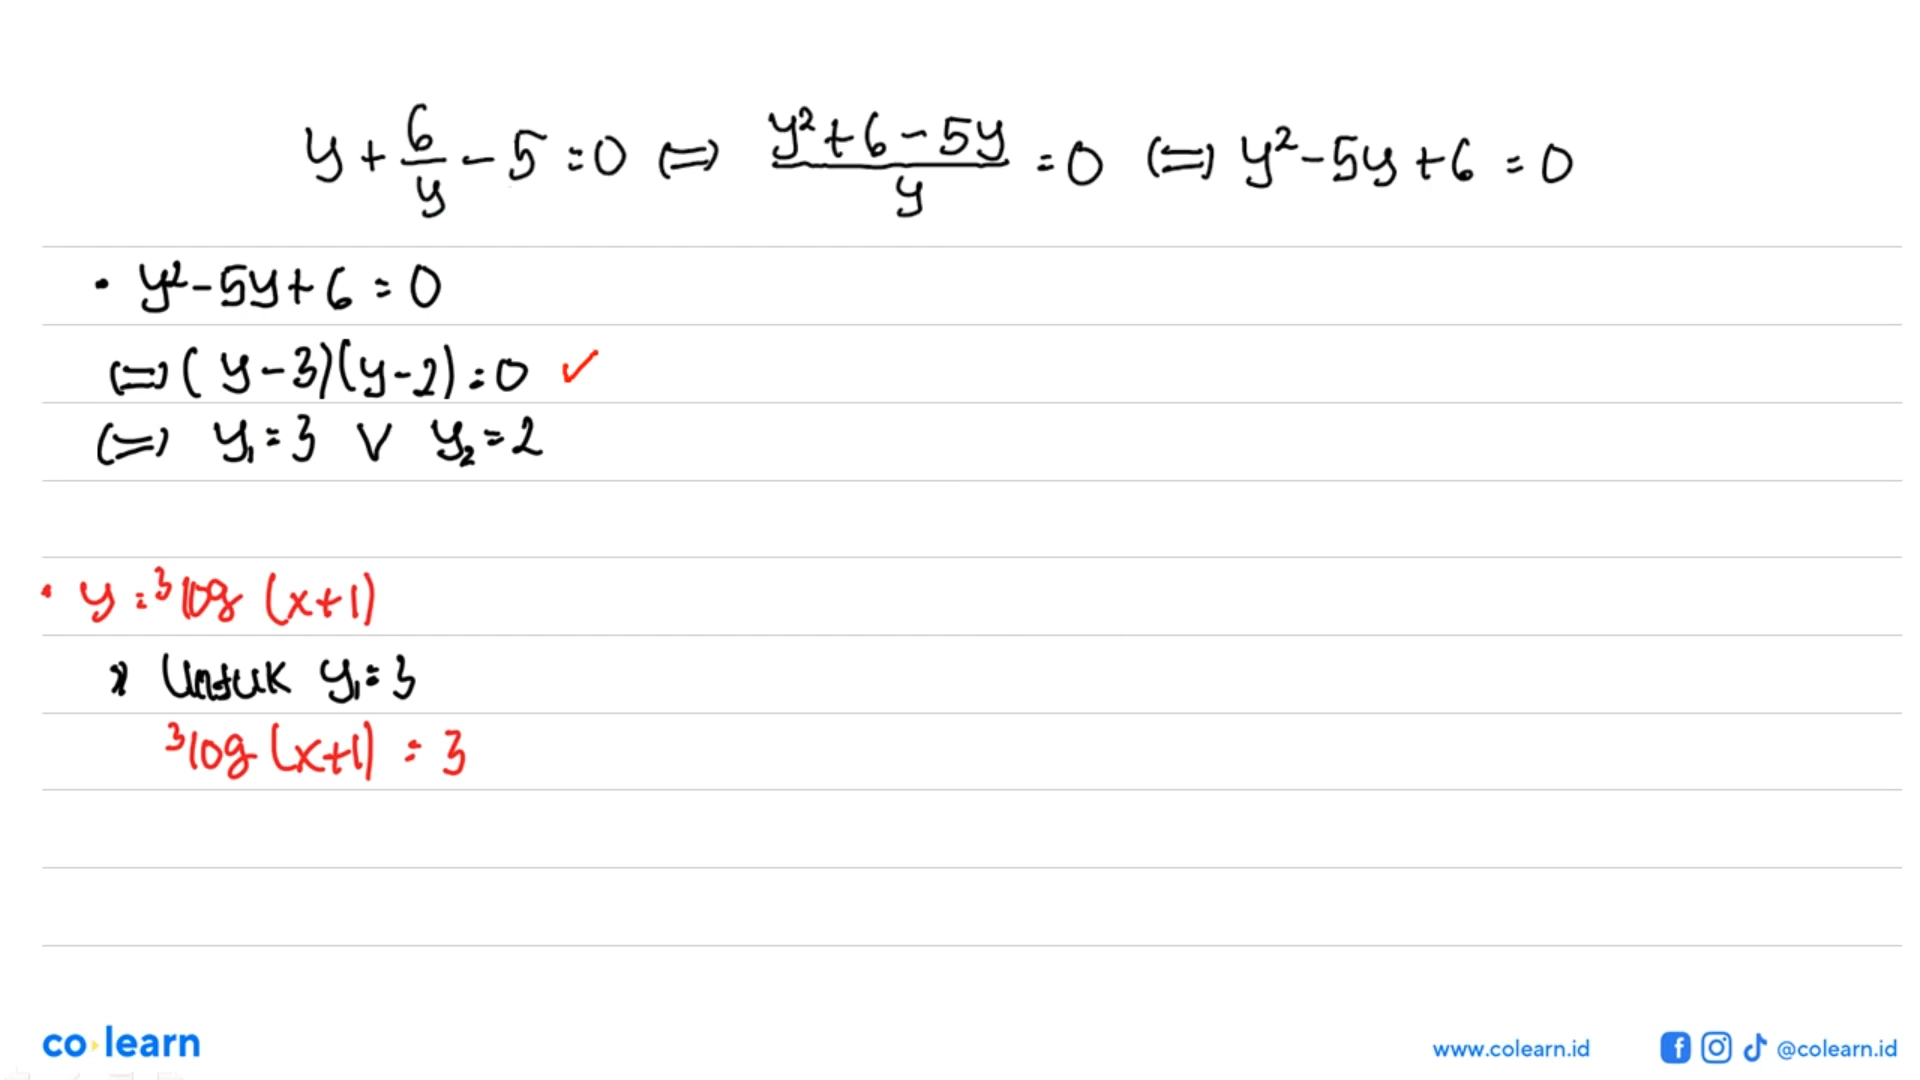 y + 6/y - 5 = 0 (=) y² + 6 - 5y / y = 0 (=) y² - 5y + 6 = 0
• y² - 5y + 6 = 0
(=) (y - 3)(y - 2) = 0 ✓
(=) y₁ = 3 V y₂ = 2
• y = ³log (x+1)
* Untuk y₁ = 3
³log (x+1) = 3
co learn
www.colearn.id @colearn.id